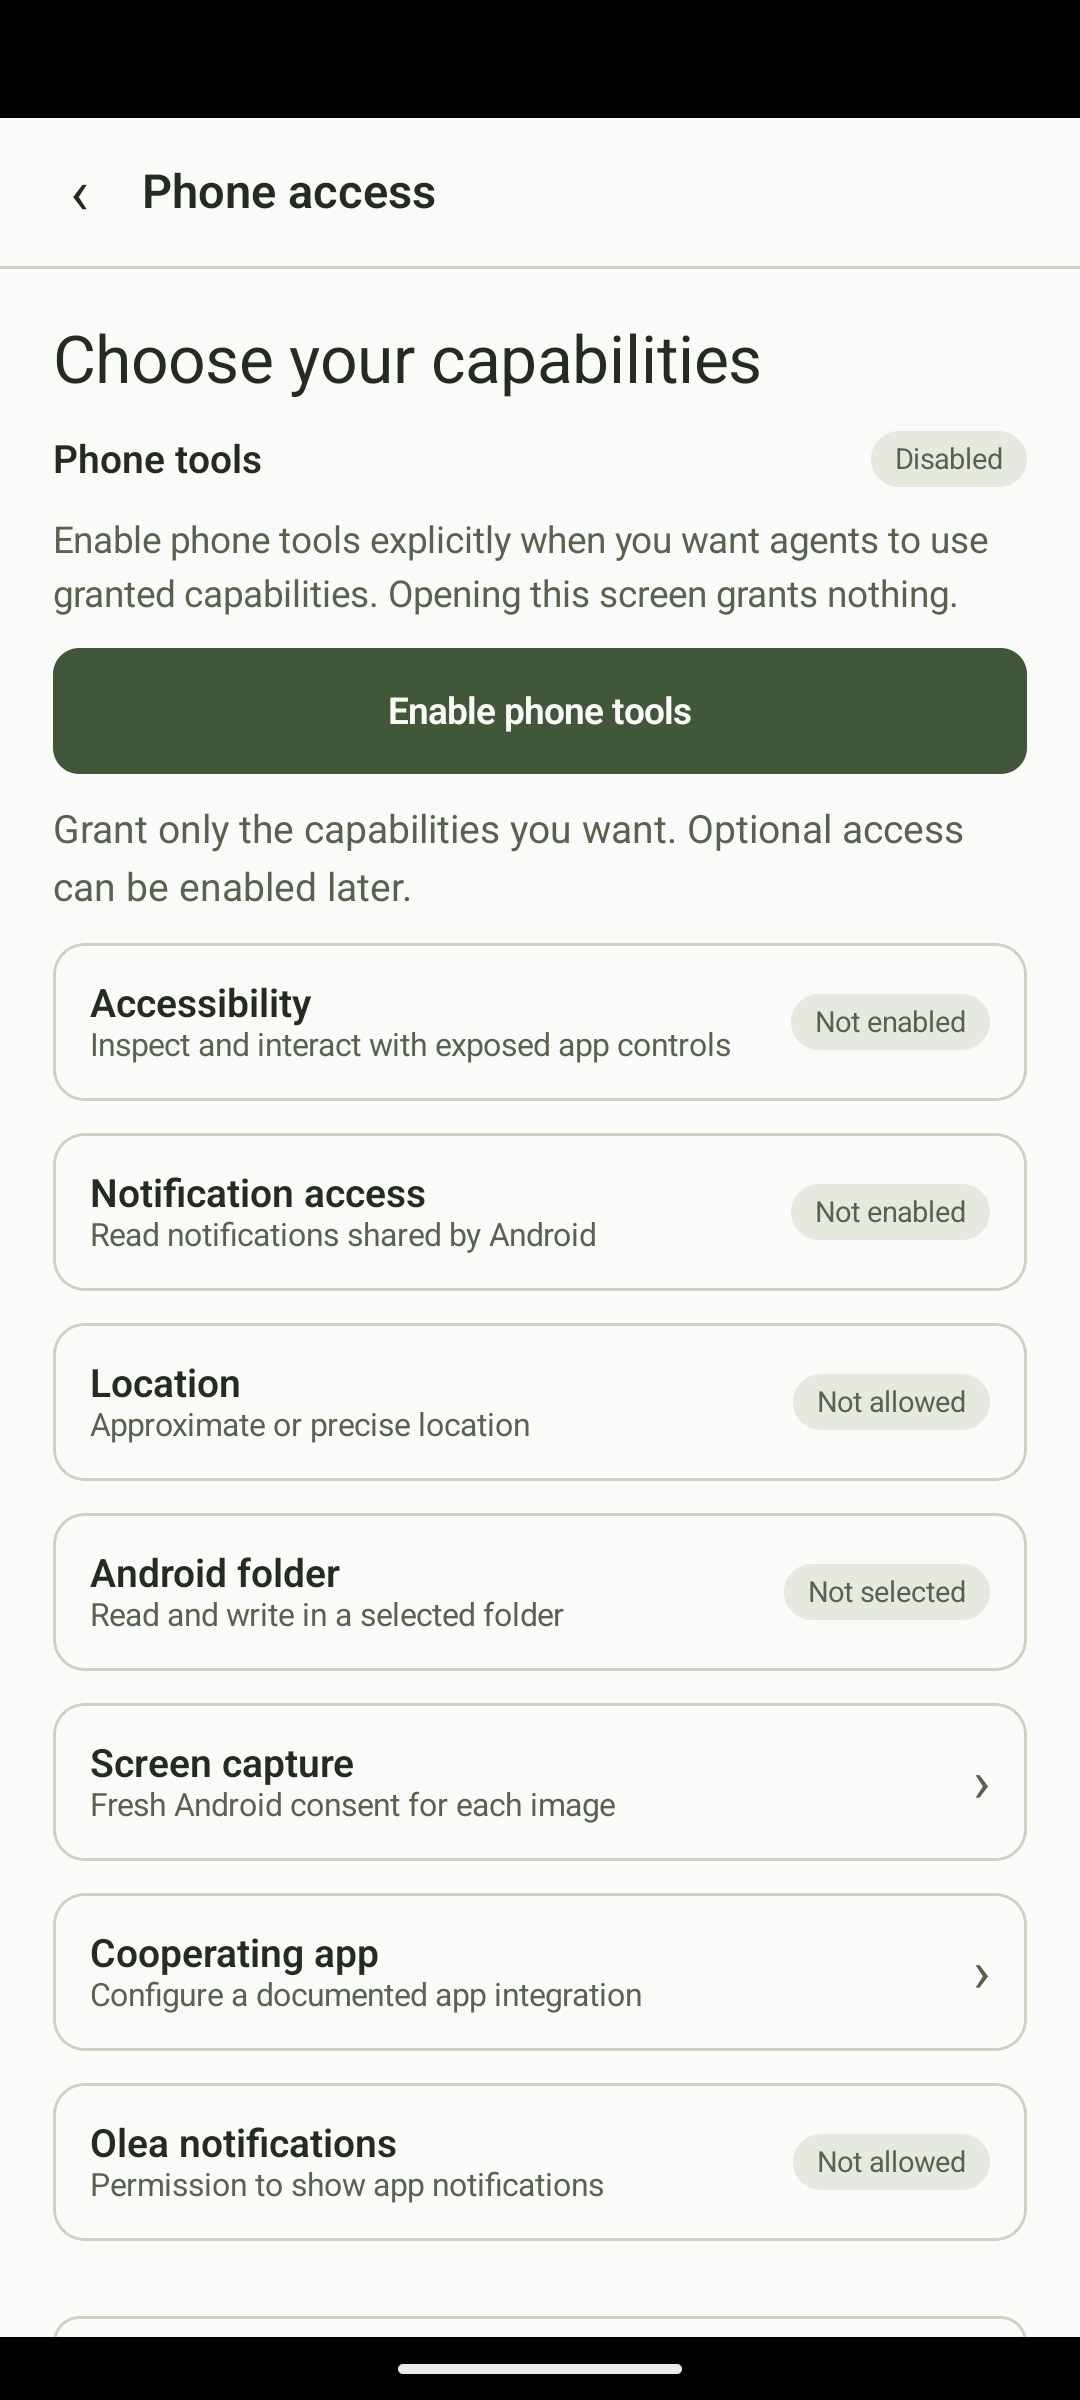 ‹ Phone access
Choose your capabilities
Phone tools Disabled
Enable phone tools explicitly when you want agents to use
granted capabilities. Opening this screen grants nothing.
Enable phone tools
Grant only the capabilities you want. Optional access
can be enabled later.
Accessibility
Inspect and interact with exposed app controls
Not enabled
Notification access
Read notifications shared by Android
Not enabled
Location
Approximate or precise location
Not allowed
Android folder
Read and write in a selected folder
Not selected
Screen capture
Fresh Android consent for each image
›
Cooperating app
Configure a documented app integration
›
Olea notifications
Permission to show app notifications
Not allowed